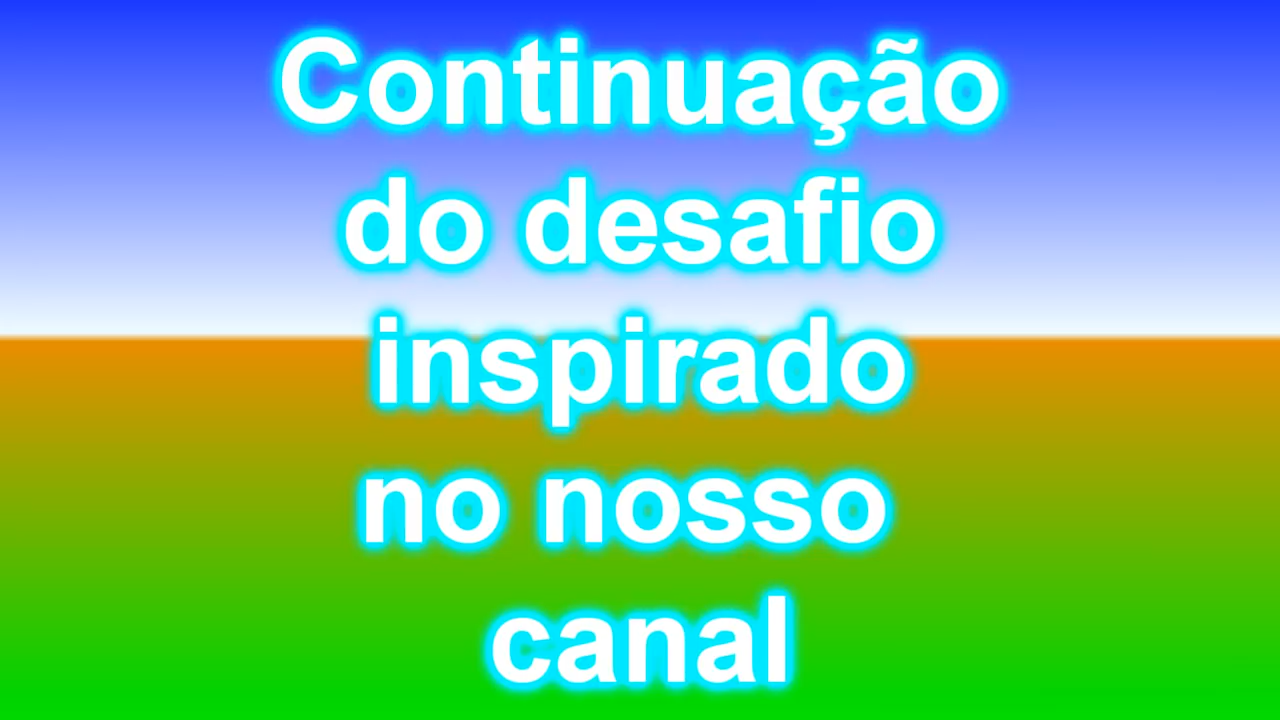 Continuação
do desafio
inspirado
no nosso
canal